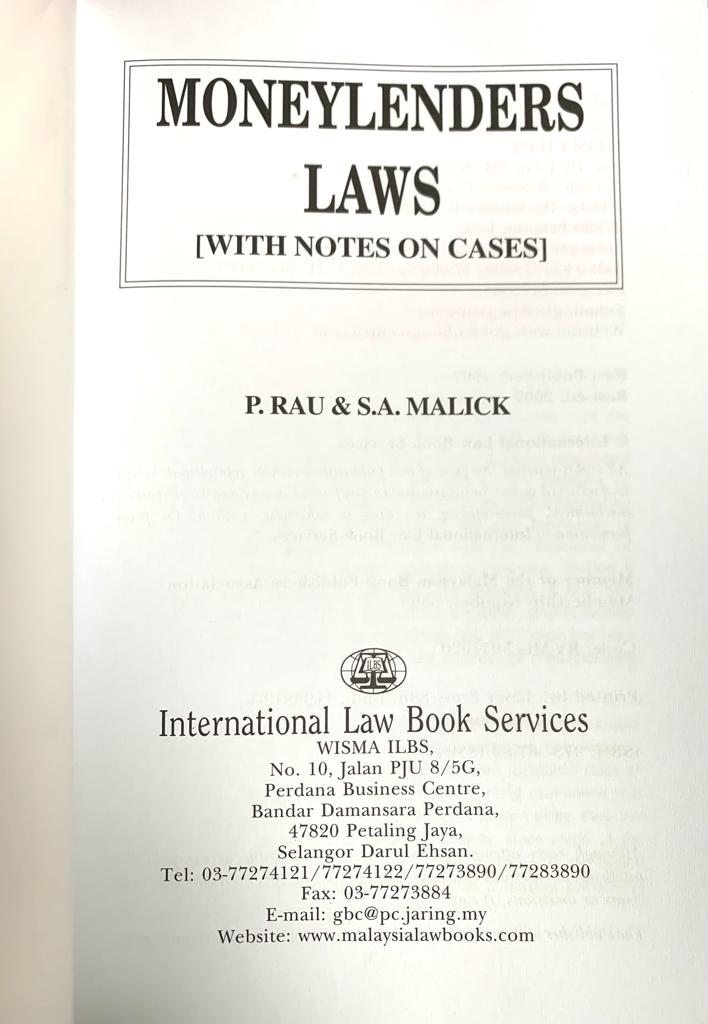 MONEYLENDERS
LAWS
[WITH NOTES ON CASES]
P. RAU & S.A. MALICK
ILBS
International Law Book Services
WISMA ILBS,
No. 10, Jalan PJU 8/5G,
Perdana Business Centre,
Bandar Damansara Perdana,
47820 Petaling Jaya,
Selangor Darul Ehsan.
Tel: 03-77274121/77274122/77273890/77283890
Fax: 03-77273884
E-mail: gbc@pc.jaring.my
Website: www.malaysialawbooks.com